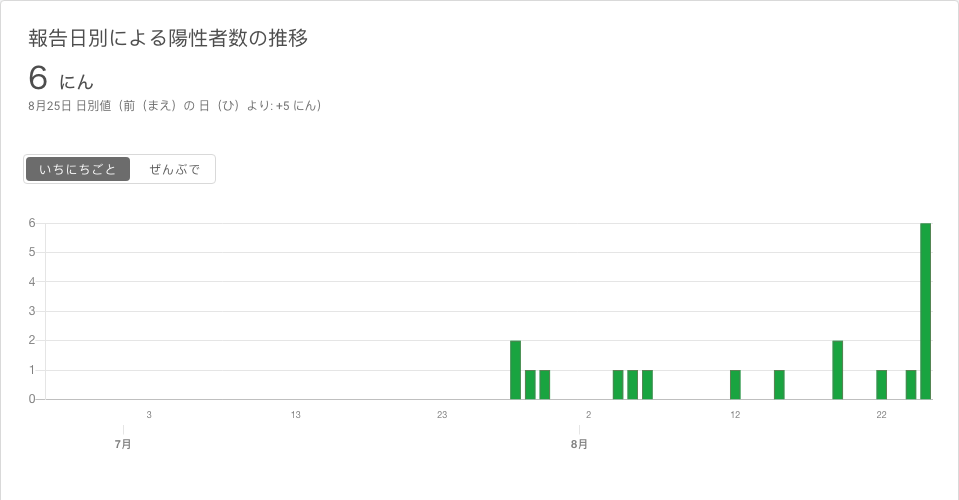 報告日別による陽性者数の推移
6 にん
8月25日 日別値（前（まえ）の 日（ひ）より: +5 にん）
いちにちごと ぜんぶで
6
5
4
3
2
1
0
3 13 23 2 12 22
7月 8月